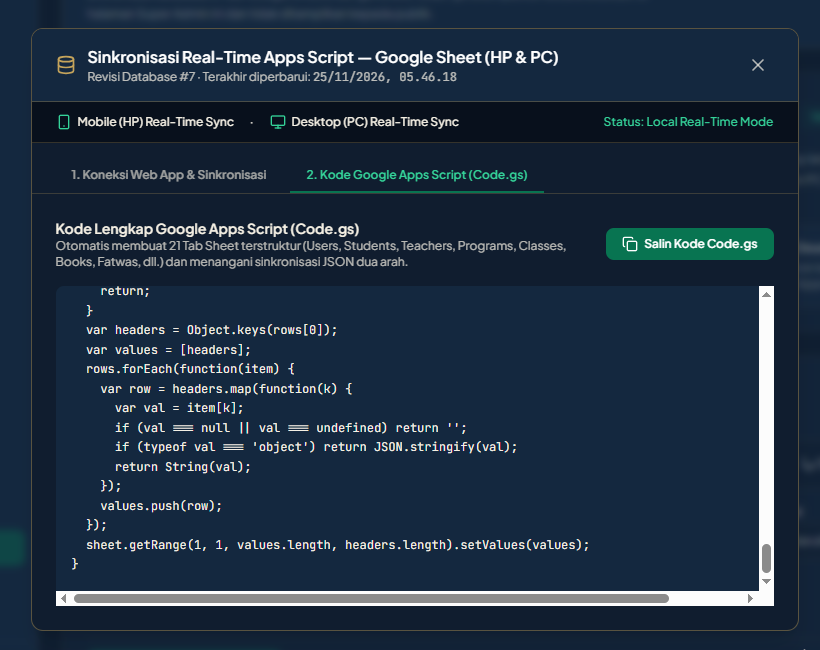 Sinkronisasi Real-Time Apps Script — Google Sheet (HP & PC)
Revisi Database #7 · Terakhir diperbarui: 25/11/2026, 05.46.18
Mobile (HP) Real-Time Sync · Desktop (PC) Real-Time Sync Status: Local Real-Time Mode
1. Koneksi Web App & Sinkronisasi 2. Kode Google Apps Script (Code.gs)
Kode Lengkap Google Apps Script (Code.gs)
Otomatis membuat 21 Tab Sheet terstruktur (Users, Students, Teachers, Programs, Classes,
Books, Fatwas, dll.) dan menangani sinkronisasi JSON dua arah.
Salin Kode Code.gs
return;
}
var headers = Object.keys(rows[0]);
var values = [headers];
rows.forEach(function(item) {
var row = headers.map(function(k) {
var val = item[k];
if (val === null || val === undefined) return '';
if (typeof val === 'object') return JSON.stringify(val);
return String(val);
});
values.push(row);
});
sheet.getRange(1, 1, values.length, headers.length).setValues(values);
}